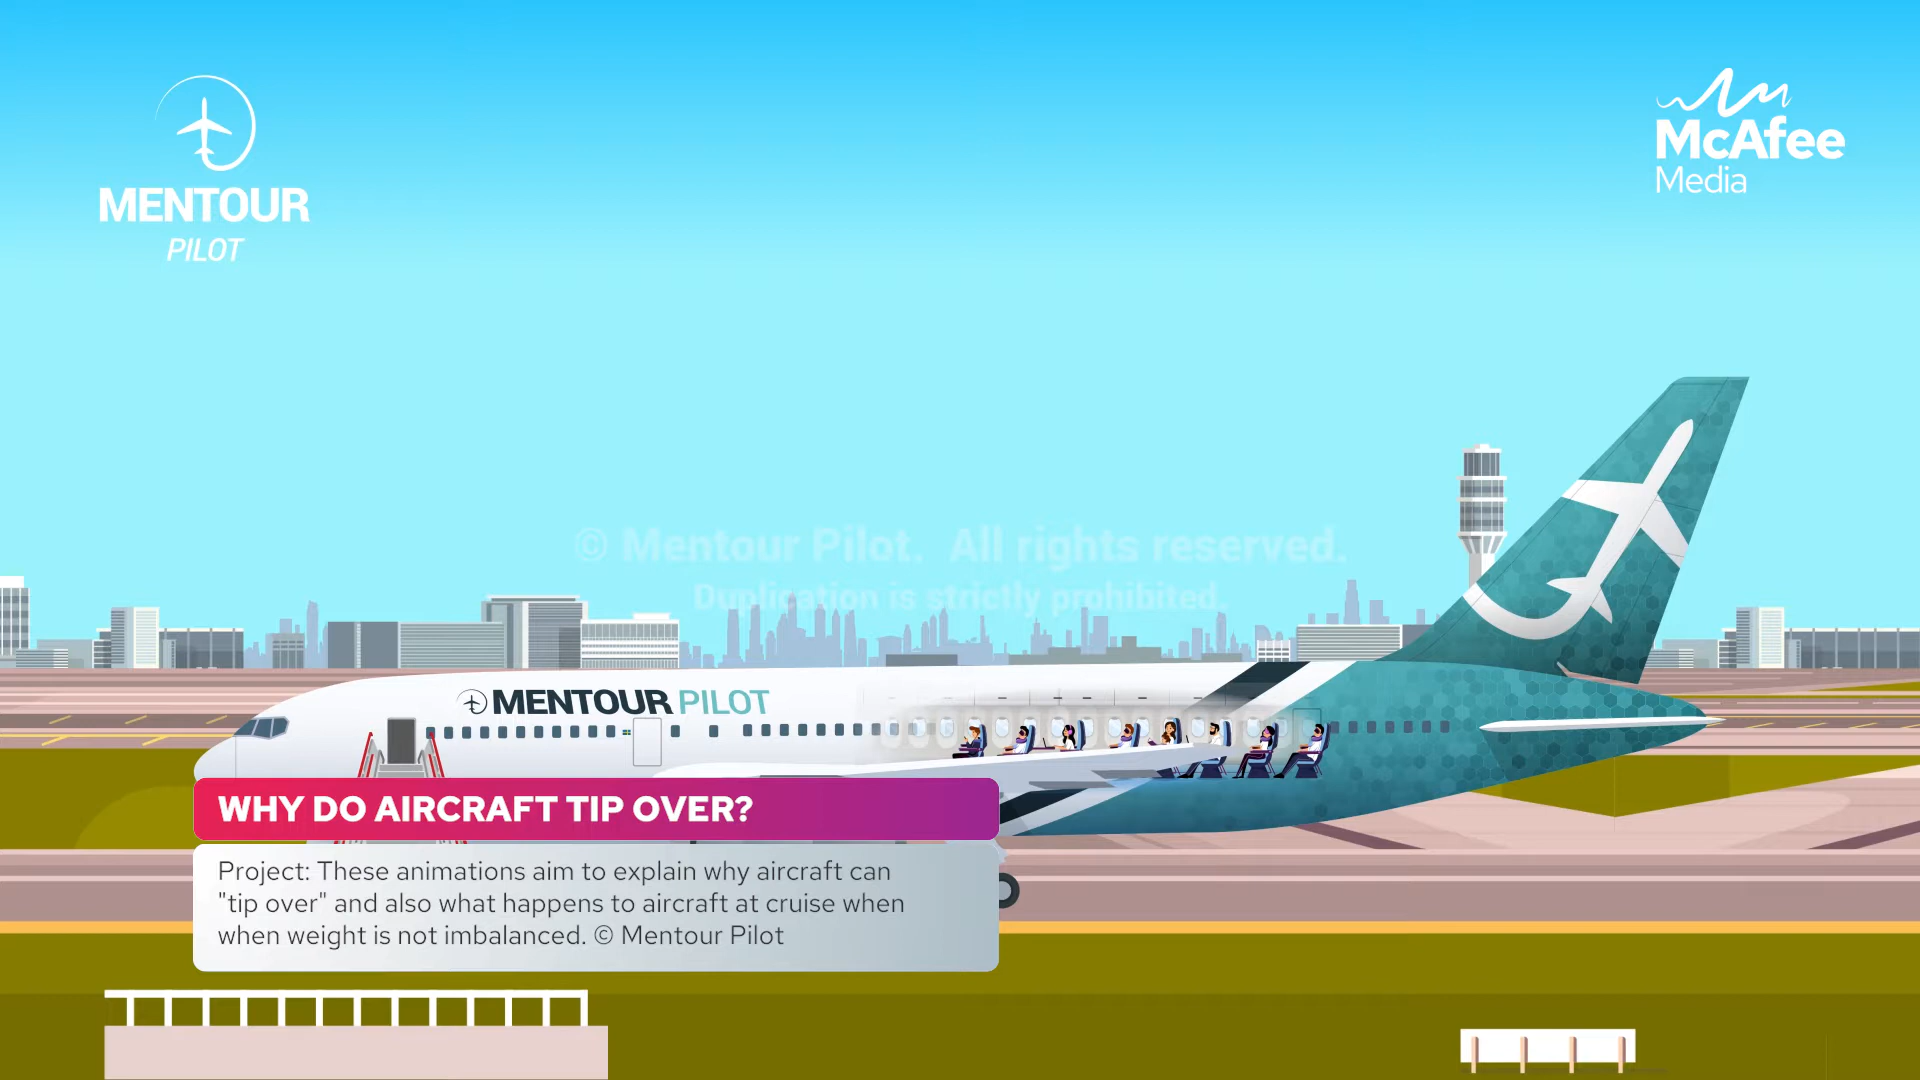 MENTOUR
PILOT
McAfee
Media
© Mentour Pilot. All rights reserved.
Duplication is strictly prohibited.
MENTOUR PILOT
WHY DO AIRCRAFT TIP OVER?
Project: These animations aim to explain why aircraft can
"tip over" and also what happens to aircraft at cruise when
when weight is not imbalanced. © Mentour Pilot